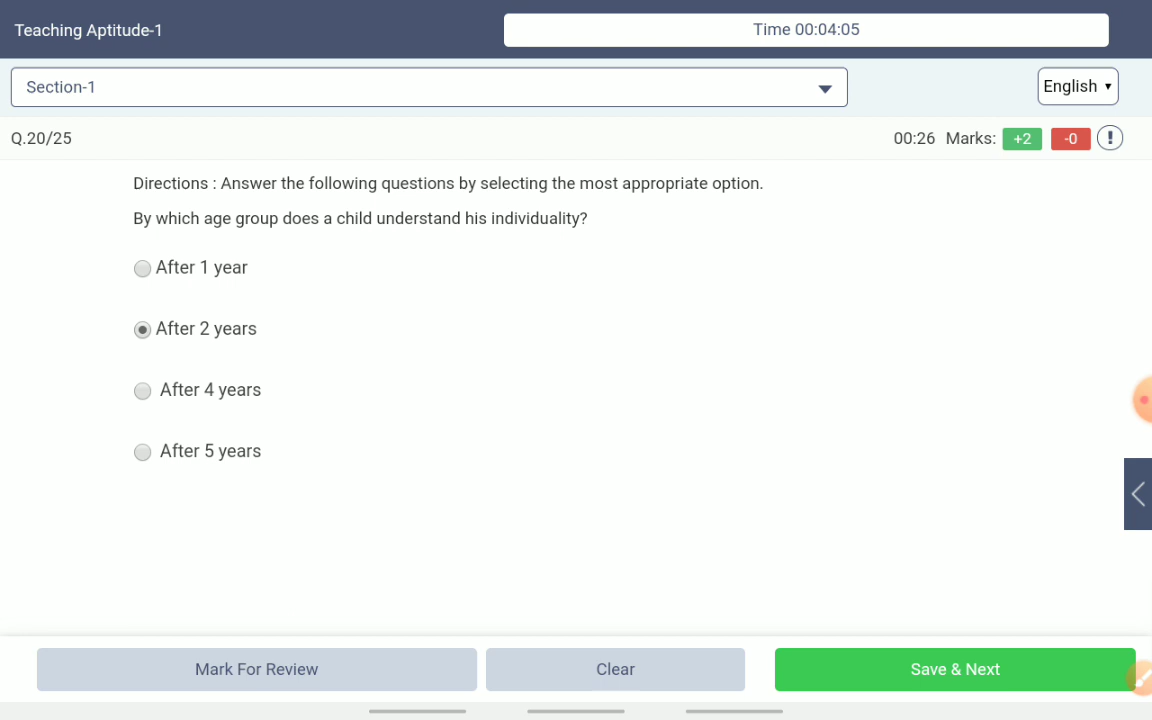 Teaching Aptitude-1
Time 00:04:05
Section-1
English
Q.20/25
00:26 Marks: +2 -0 !
Directions : Answer the following questions by selecting the most appropriate option.
By which age group does a child understand his individuality?
After 1 year
After 2 years
After 4 years
After 5 years
Mark For Review
Clear
Save & Next